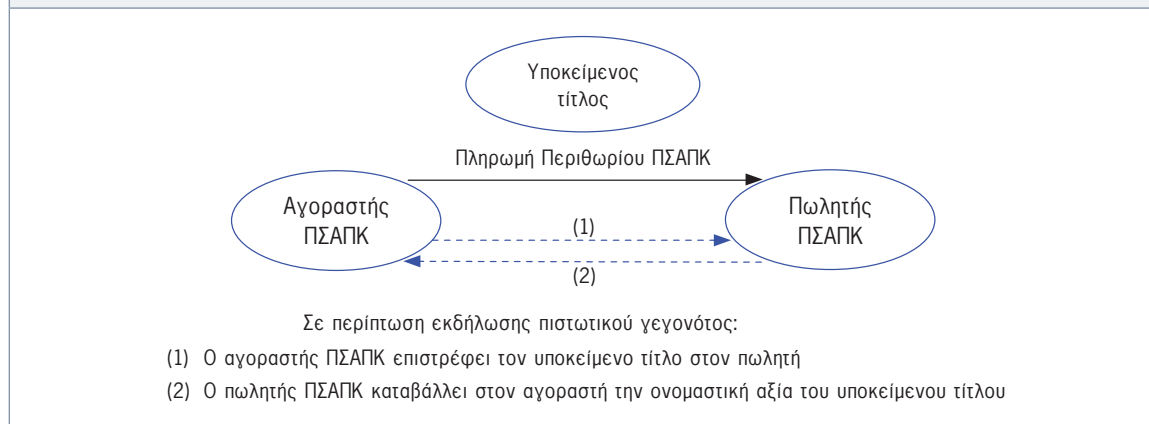 Υποκείμενος
τίτλος
Πληρωμή Περιθωρίου ΠΣΑΠΚ
Αγοραστής
ΠΣΑΠΚ
Πωλητής
ΠΣΑΠΚ
(1)
(2)
Σε περίπτωση εκδήλωσης πιστωτικού γεγονότος:
(1) Ο αγοραστής ΠΣΑΠΚ επιστρέφει τον υποκείμενο τίτλο στον πωλητή
(2) Ο πωλητής ΠΣΑΠΚ καταβάλλει στον αγοραστή την ονομαστική αξία του υποκείμενου τίτλου